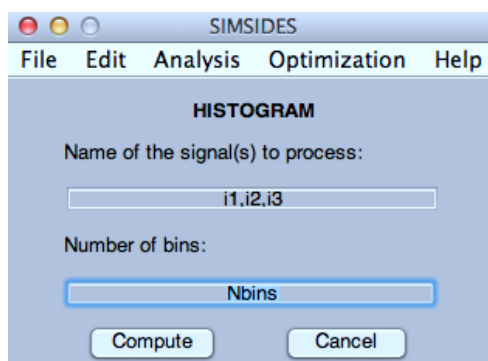 SIMSIDES
File Edit Analysis Optimization Help
HISTOGRAM
Name of the signal(s) to process:
i1,i2,i3
Number of bins:
Nbins
Compute Cancel